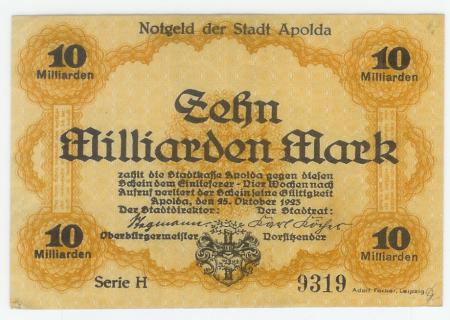 Notgeld der Stadt Apolda
10 Milliarden
10 Milliarden
Zehn
Milliarden Mark
zahlt die Stadtkasse Apolda gegen diesen
Schein dem Einlieferer - Vier Wochen nach
Aufruf verliert der Schein seine Gültigkeit
Apolda, den 25. Oktober 1923
Der Stadtdirektor: Der Stadtrat:
Oberbürgermeister Vorsitzender
10 Milliarden
10 Milliarden
Serie H
9319
Leipzig